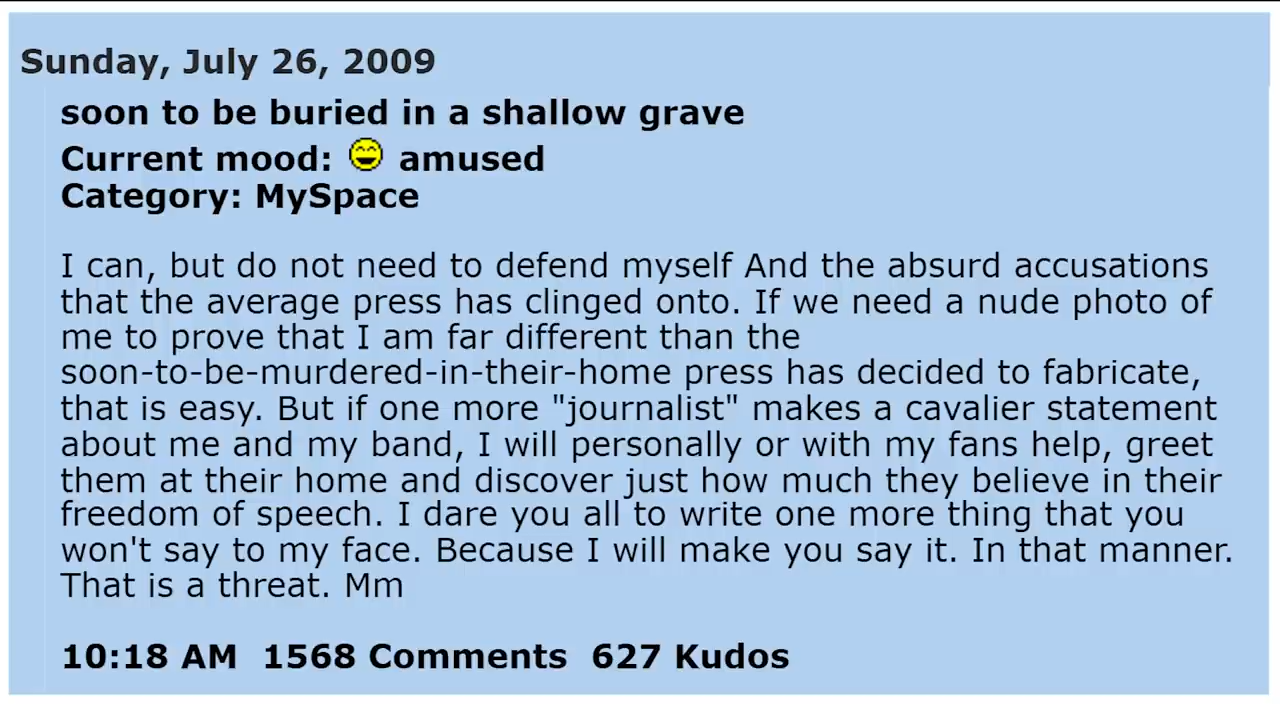 Sunday, July 26, 2009
soon to be buried in a shallow grave
Current mood: amused
Category: MySpace
I can, but do not need to defend myself And the absurd accusations
that the average press has clinged onto. If we need a nude photo of
me to prove that I am far different than the
soon-to-be-murdered-in-their-home press has decided to fabricate,
that is easy. But if one more "journalist" makes a cavalier statement
about me and my band, I will personally or with my fans help, greet
them at their home and discover just how much they believe in their
freedom of speech. I dare you all to write one more thing that you
won't say to my face. Because I will make you say it. In that manner.
That is a threat. Mm
10:18 AM 1568 Comments 627 Kudos